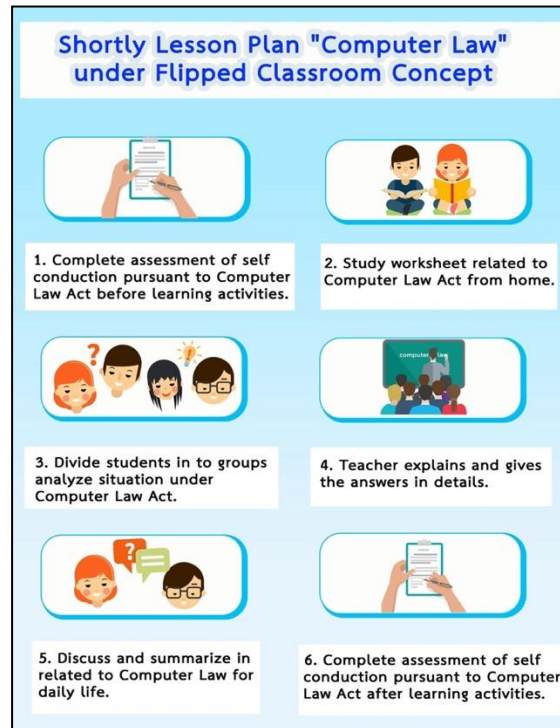 Shortly Lesson Plan "Computer Law"
under Flipped Classroom Concept
1. Complete assessment of self
conduction pursuant to Computer
Law Act before learning activities.
2. Study worksheet related to
Computer Law Act from home.
computer law
3. Divide students in to groups
analyze situation under
Computer Law Act.
4. Teacher explains and gives
the answers in details.
5. Discuss and summarize in
related to Computer Law for
daily life.
6. Complete assessment of self
conduction pursuant to Computer
Law Act after learning activities.